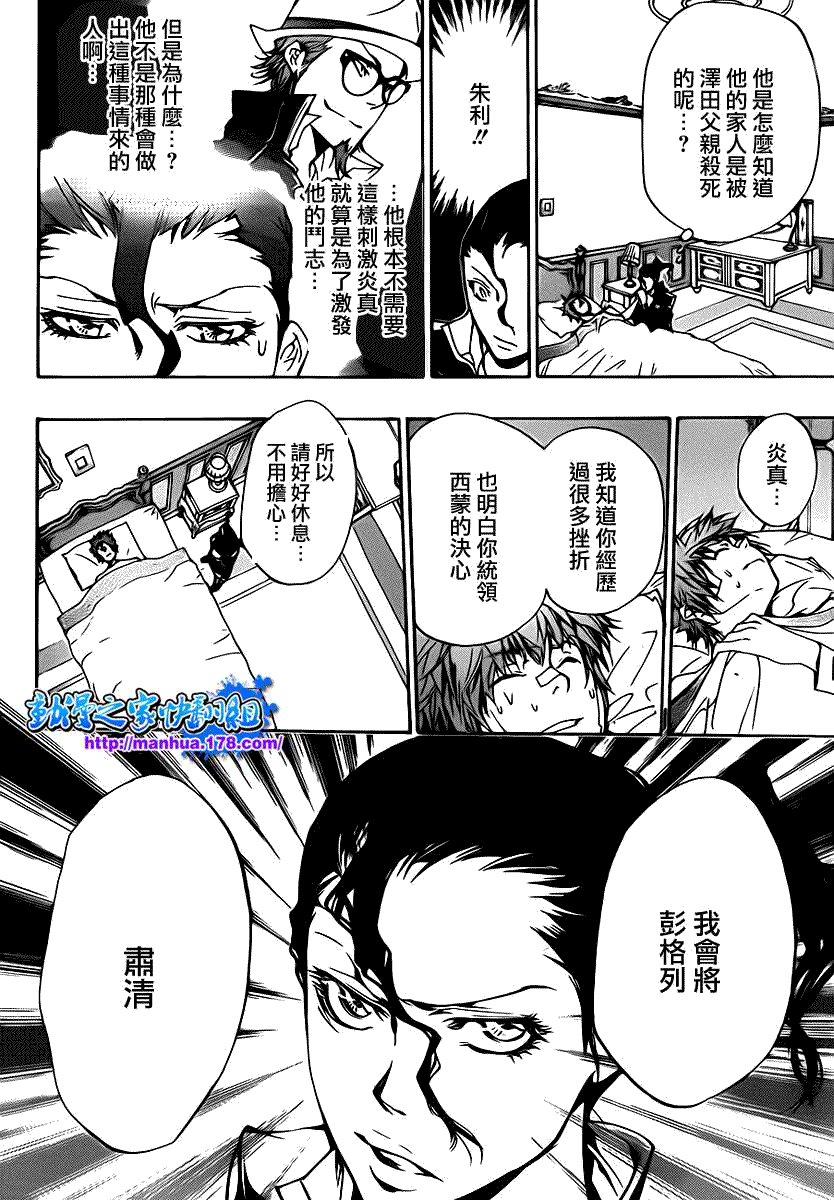 他是怎麼知道
他的家人是被
澤田父親殺死
的呢…?
朱利!!
…他根本不需要
這樣刺激炎真
就算是為了激發
他的鬥志…
但是為什麼…?
他不是那種會做
出這種事情來的
人啊…
炎真…
我知道你經歷
過很多挫折
也明白你統領
西蒙的決心
所以
請好好休息…
不用擔心…
動漫之家快翻組
http://manhua.178.com/
我會將
彭格列
肅清